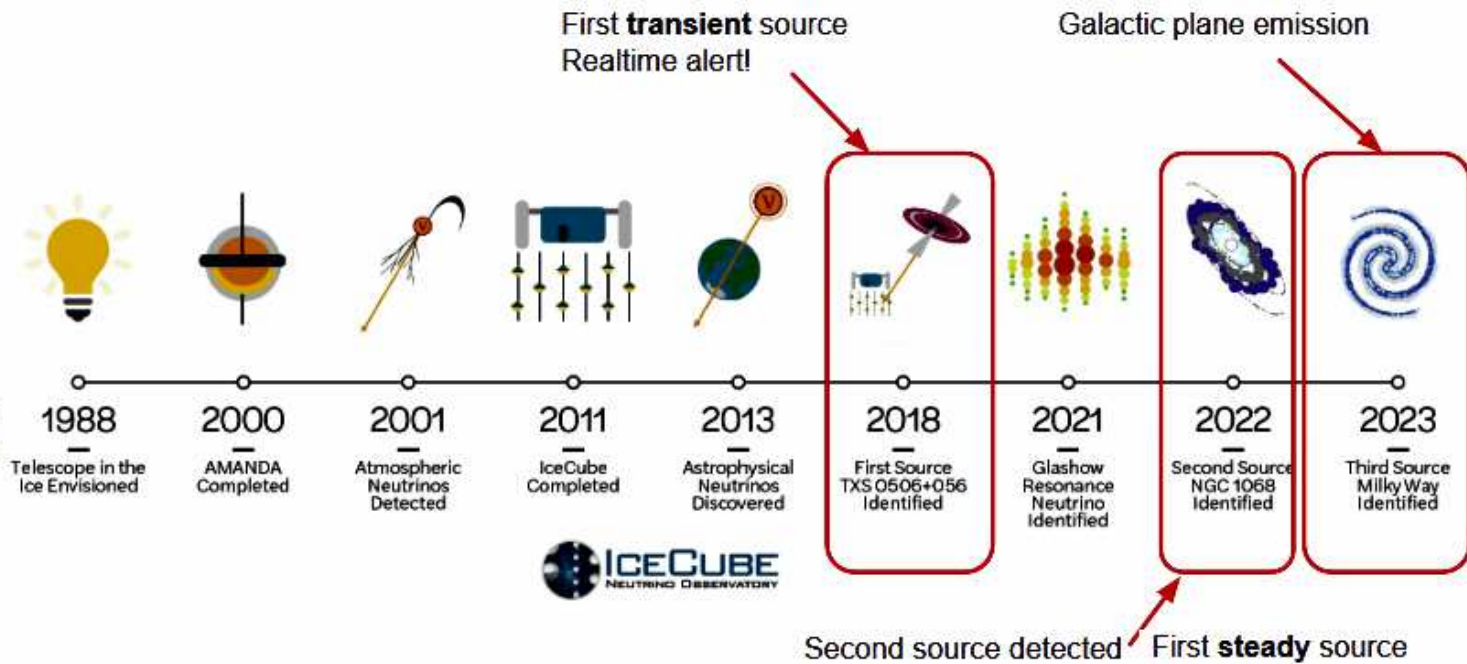 First transient source
Realtime alert!
Galactic plane emission
V
V
1988
Telescope in the
Ice Envisioned
2000
AMANDA
Completed
2001
Atmospheric
Neutrinos
Detected
2011
IceCube
Completed
2013
Astrophysical
Neutrinos
Discovered
2018
First Source
TXS 0506+056
Identified
2021
Glashow
Resonance
Neutrino
Identified
2022
Second Source
NGC 1068
Identified
2023
Third Source
Milky Way
Identified
ICECUBE
NEUTRINO OBSERVATORY
Second source detected
First steady source